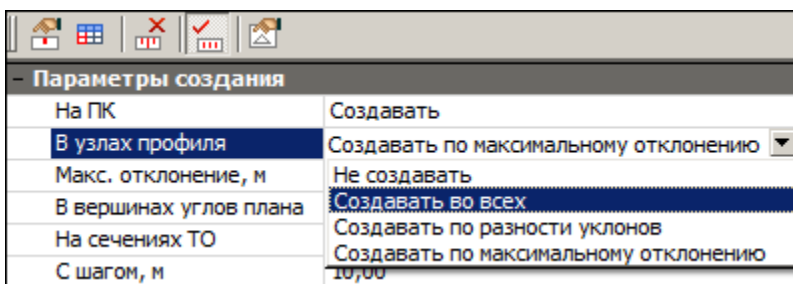 Параметры создания
На ПК Создавать
В узлах профиля Создавать по максимальному отклонению
Макс. отклонение, м Не создавать
В вершинах углов плана Создавать во всех
На сечениях ТО Создавать по разности уклонов
Создавать по максимальному отклонению
С шагом, м 10,00